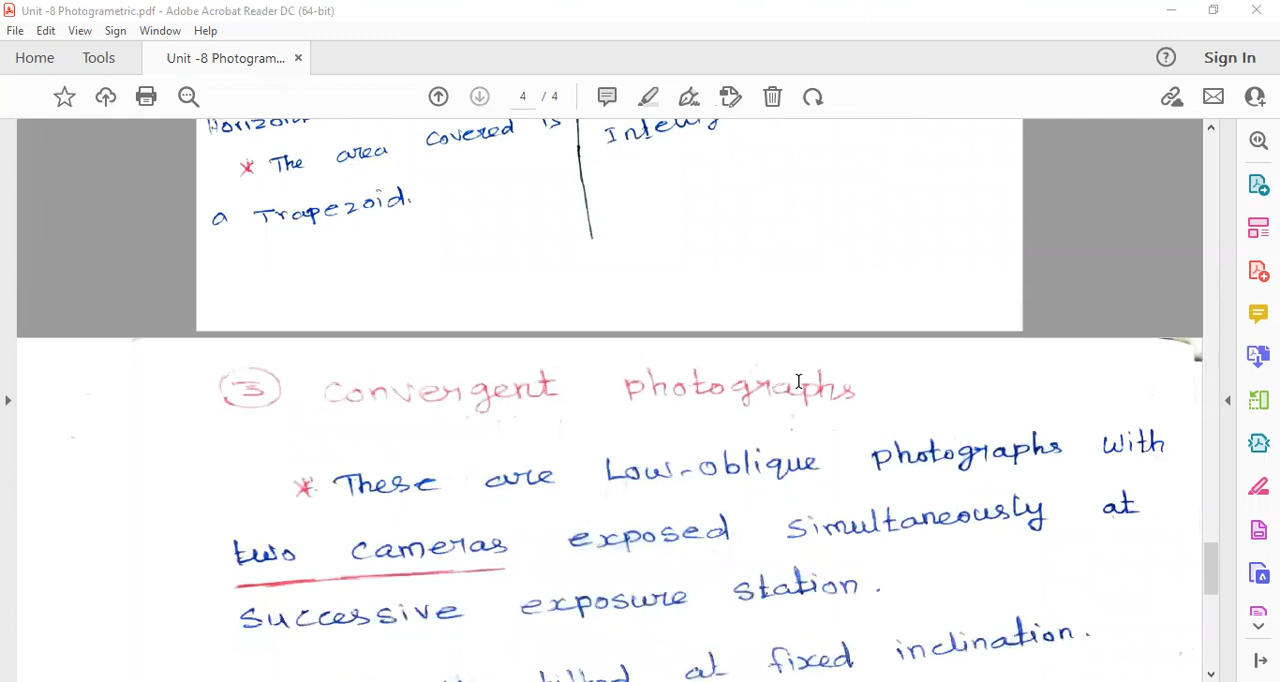 Unit -8 Photogrametric.pdf - Adobe Acrobat Reader DC (64-bit)
File Edit View Sign Window Help
Home Tools Unit -8 Photogram... × Sign In
4 / 4
covered is
* The area
a Trapezoid.
3 convergent photographs
* These are Low-oblique photographs with
two cameras exposed simultaneously at
successive exposure station.
tilted at fixed inclination.